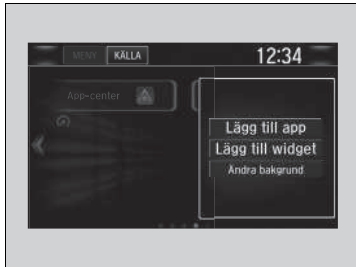 MENY KÄLLA 12:34
App-center
Lägg till app
Lägg till widget
Ändra bakgrund